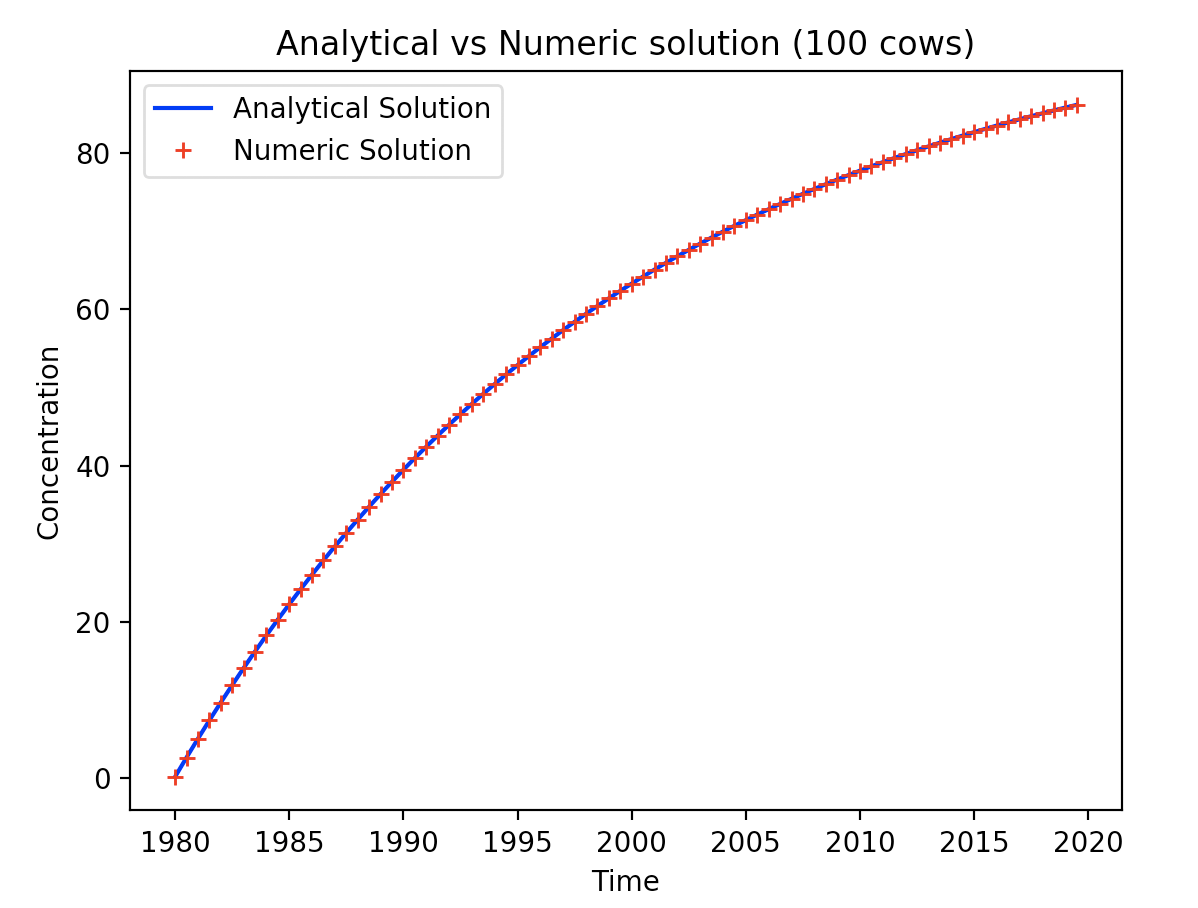 Analytical vs Numeric solution (100 cows)
Analytical Solution
Numeric Solution
80
60
40
20
0
Concentration
1980 1985 1990 1995 2000 2005 2010 2015 2020
Time